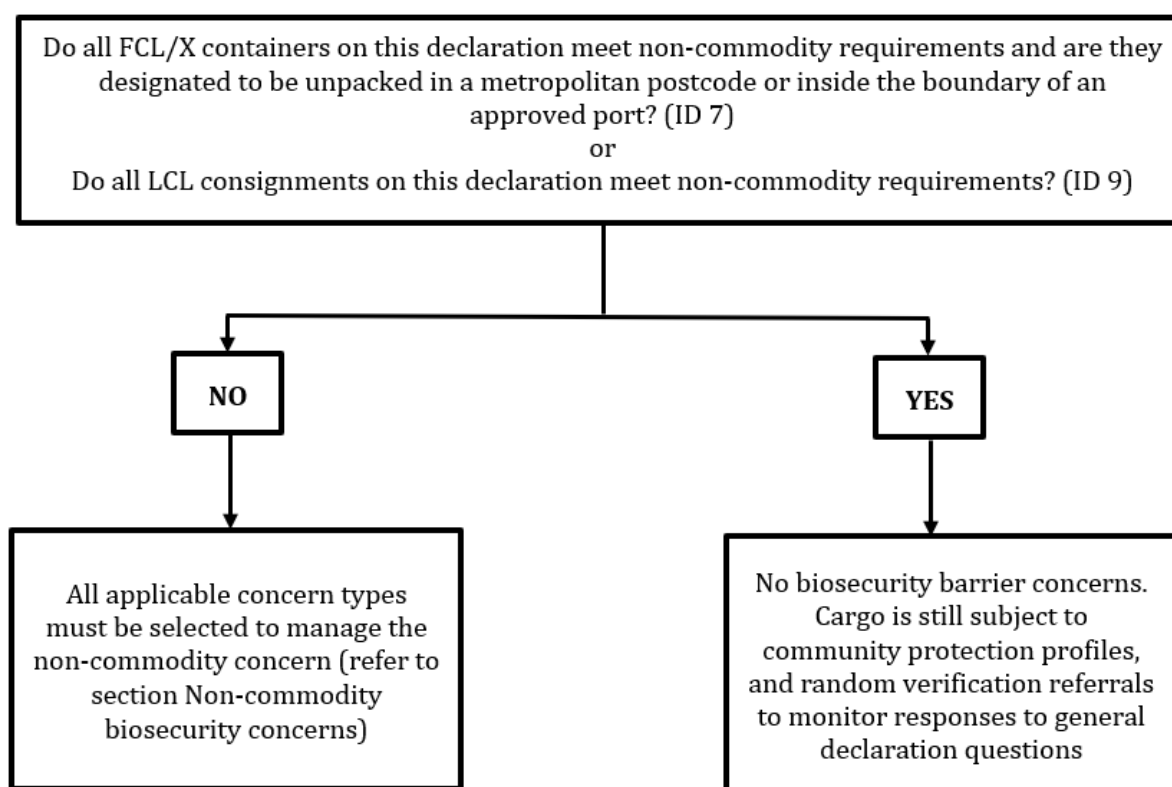 Do all FCL/X containers on this declaration meet non-commodity requirements and are they
designated to be unpacked in a metropolitan postcode or inside the boundary of an
approved port? (ID 7)
or
Do all LCL consignments on this declaration meet non-commodity requirements? (ID 9)
NO
YES
All applicable concern types
must be selected to manage the
non-commodity concern (refer to
section Non-commodity
biosecurity concerns)
No biosecurity barrier concerns.
Cargo is still subject to
community protection profiles,
and random verification referrals
to monitor responses to general
declaration questions